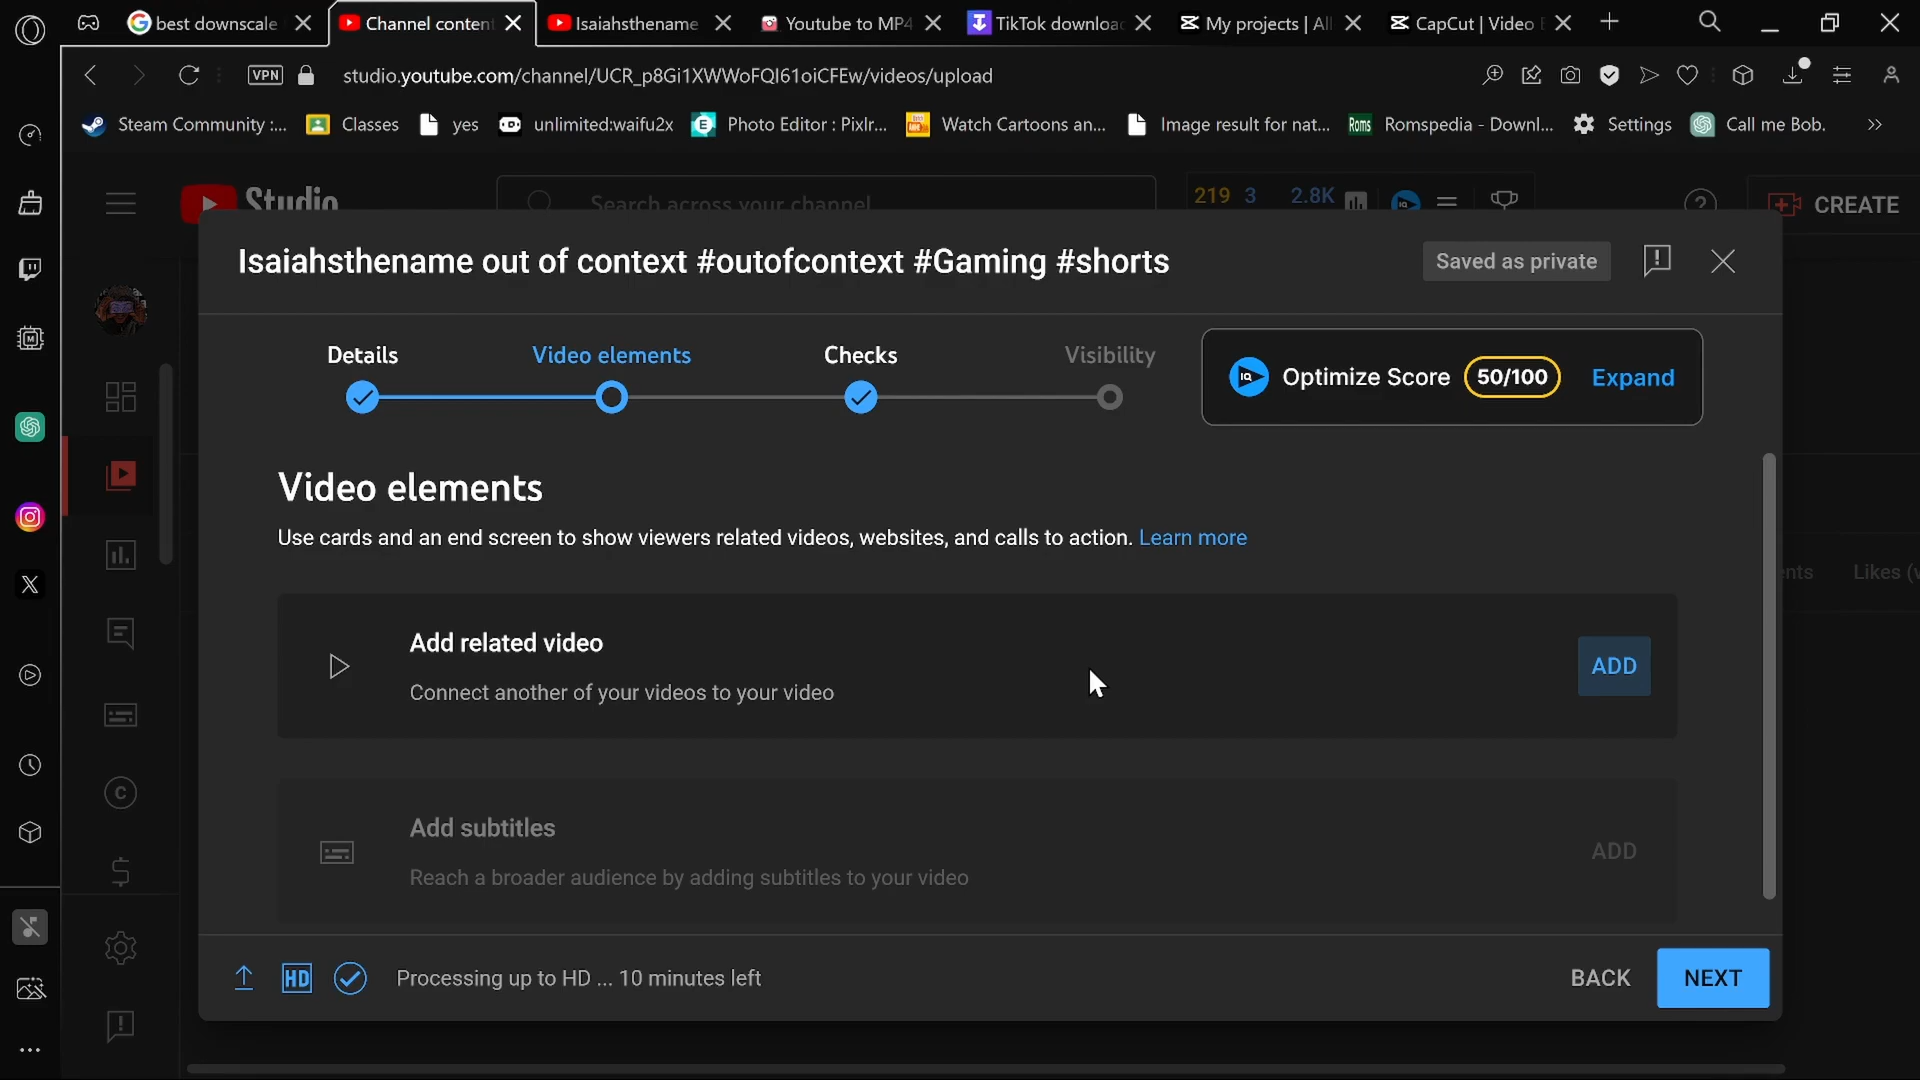 best downscale
Channel conten
Isaiahsthename
Youtube to MP4
TikTok downloa
My projects | All
CapCut | Video E
VPN
studio.youtube.com/channel/UCR_p8Gi1XWWoFQI61oiCFEw/videos/upload
Steam Community :...
Classes
yes
unlimited:waifu2x
Photo Editor : Pixlr...
Watch Cartoons an...
Image result for nat...
Roms
Romspedia - Downl...
Settings
Call me Bob.
Studio
Search across your channel
219 3 2.8K
CREATE
Isaiahsthename out of context #outofcontext #Gaming #shorts
Saved as private
Details
Video elements
Checks
Visibility
IQ
Optimize Score
50/100
Expand
Video elements
Use cards and an end screen to show viewers related videos, websites, and calls to action. Learn more
Likes (v
Add related video
Connect another of your videos to your video
ADD
Add subtitles
Reach a broader audience by adding subtitles to your video
ADD
HD
Processing up to HD ... 10 minutes left
BACK
NEXT